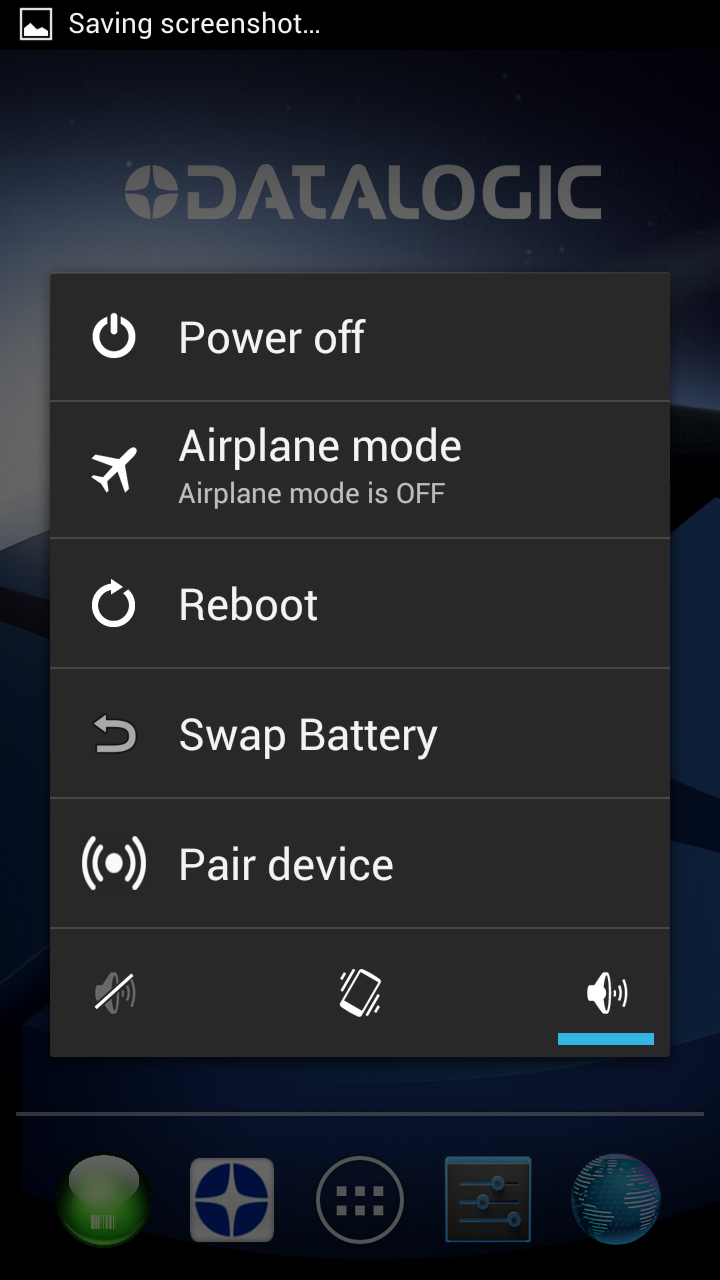 Saving screenshot...
DATALOGIC
Power off
Airplane mode
Airplane mode is OFF
Reboot
Swap Battery
Pair device